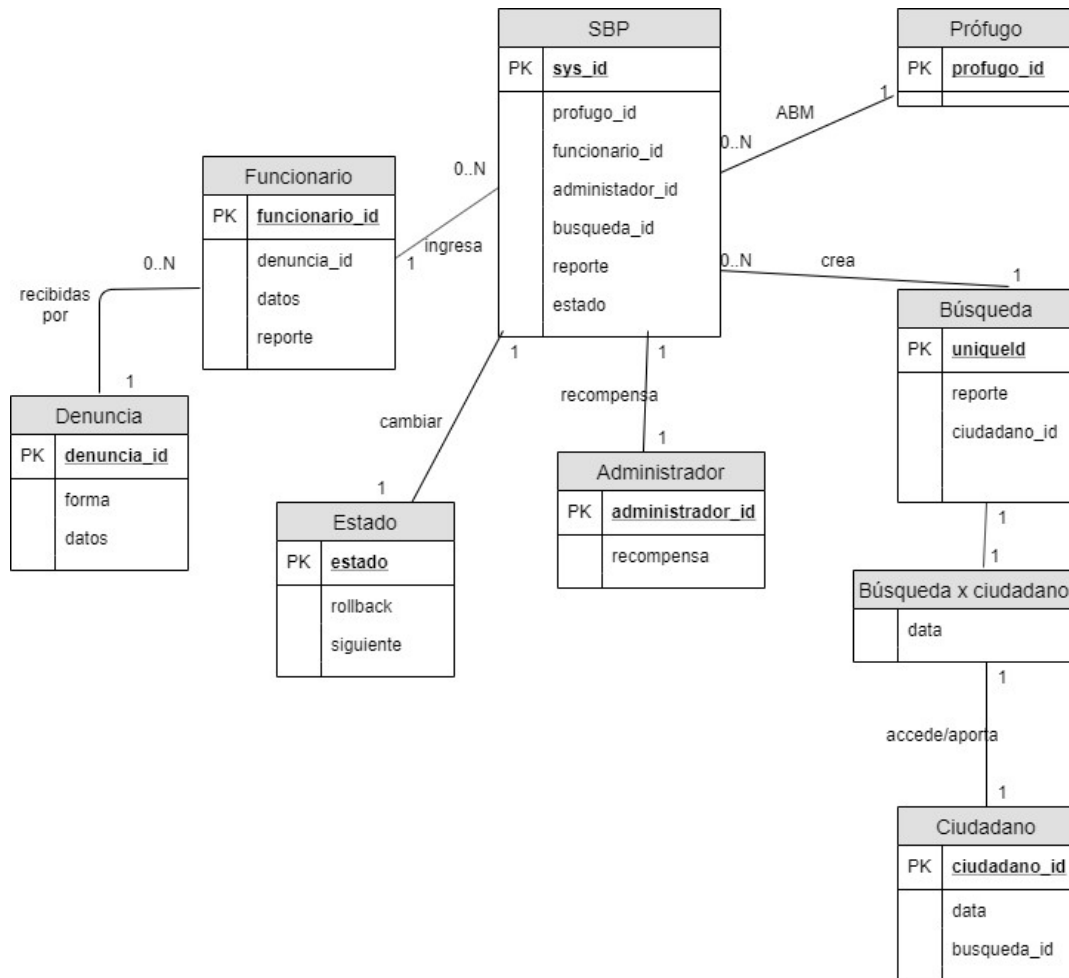 SBP
PK sys_id
profugo_id
funcionario_id
administador_id
busqueda_id
reporte
estado
Prófugo
PK profugo_id
1
ABM
0..N
Funcionario
PK funcionario_id
denuncia_id
datos
reporte
0..N
ingresa
1
0..N
recibidas
por
1
Denuncia
PK denuncia_id
forma
datos
0..N
crea
1
Búsqueda
PK uniqueId
reporte
ciudadano_id
1
cambiar
1
Estado
PK estado
rollback
siguiente
1
recompensa
1
Administrador
PK administrador_id
recompensa
1
1
Búsqueda x ciudadano
data
1
accede/aporta
1
Ciudadano
PK ciudadano_id
data
busqueda_id